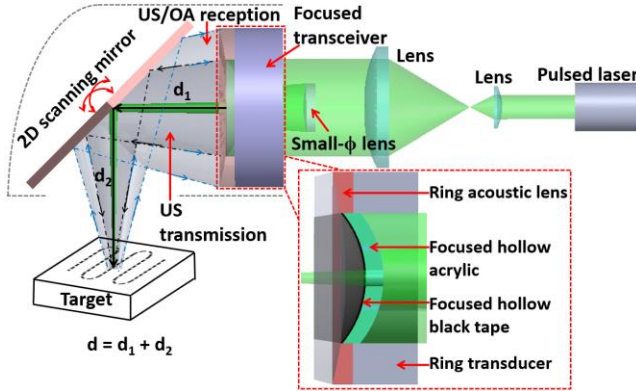 US/OA reception
Focused
transceiver
Lens
Lens
Pulsed laser
2D scanning mirror
d₁
Small-ϕ lens
d₂
US
transmission
Ring acoustic lens
Focused hollow
acrylic
Focused hollow
black tape
Ring transducer
Target
d = d₁ + d₂